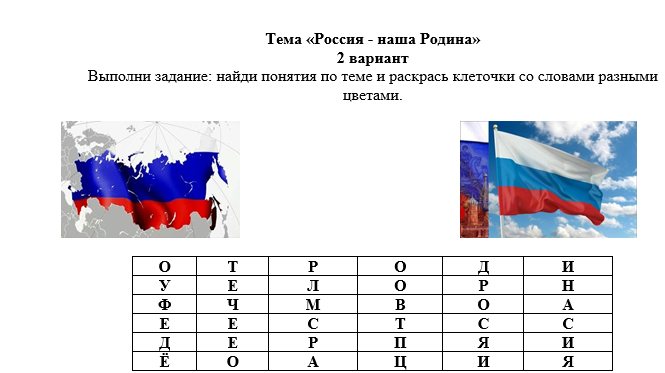 Тема «Россия - наша Родина»
2 вариант
Выполни задание: найди понятия по теме и раскрась клеточки со словами разными
цветами.
О Т Р О Д И
У Е Л О Р Н
Ф Ч М В О А
Е Е С Т С С
Д Е Р П Я И
Ё О А Ц И Я